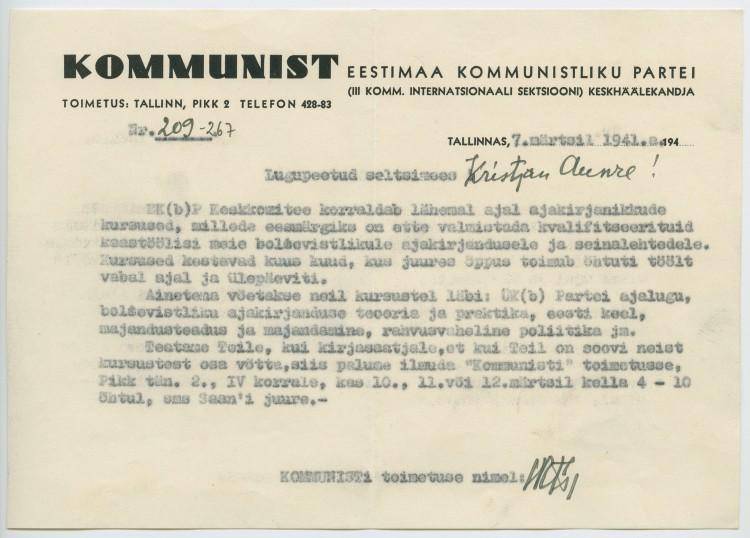 KOMMUNIST EESTIMAA KOMMUNISTLIKU PARTEI
(III KOMM. INTERNATSIONAALI SEKTSIOONI) KESKHÄÄLEKANDJA
TOIMETUS: TALLINN, PIKK 2 TELEFON 428-83
Nr. 209-267
TALLINNAS, 7.märtsil 1941.a. 194
Lugupeetud seltsimees Kristjan !
EK(b)P Keskkomitee korraldab lähemal ajal ajakirjanikkude
kursused, millede eesmärgiks on ette valmistada kvalifitseerituid
kaastöölisi meie bolševistlikule ajakirjandusele ja seinalehtedele.
Kursused kestavad kuus kuud, kus juures õppus toimub õhtuti töölt
vabal ajal ja ülepäeviti.
Ainetena võetakse neil kursustel läbi: ÜK(b) Partei ajalugu,
bolševistliku ajakirjanduse teooria ja praktika, eesti keel,
majandusteadus ja majandamine, rahvusvaheline poliitika jm.
Teatame Teile, kui kirjasaatjale,et kui Teil on soovi neist
kursustest osa võtta,siis palume ilmuda "Kommunisti" toimetusse,
Pikk tän. 2., IV korrale, kas 10., 11.või 12.märtsil kella 4 - 10
õhtul, sms Saan'i juure.-
KOMMUNISTi toimetuse nimel: